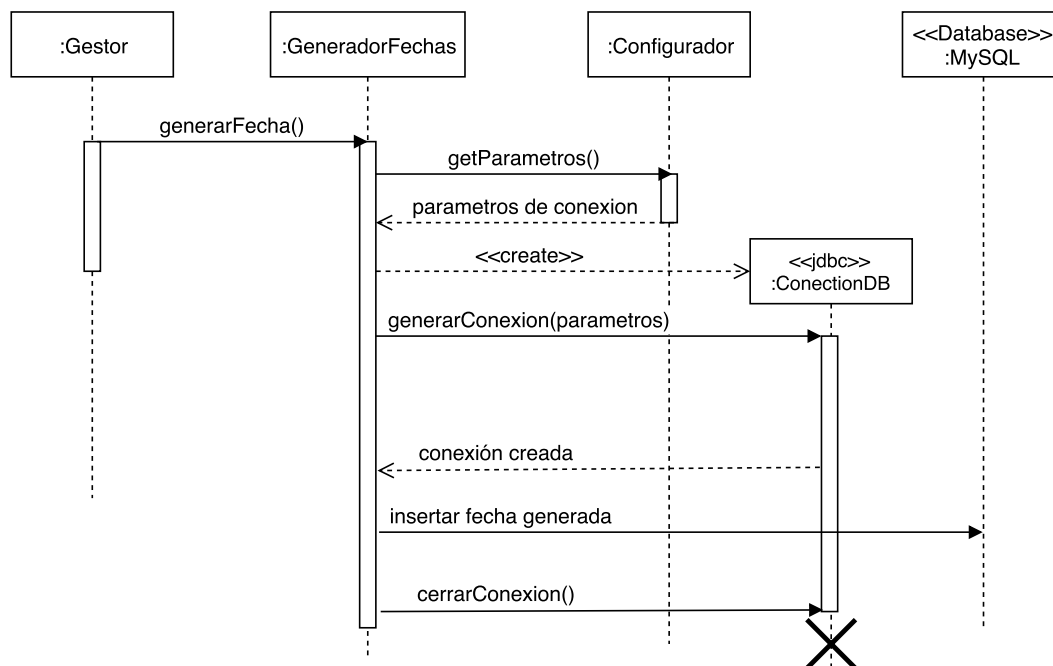 :Gestor
:GeneradorFechas
:Configurador
<<Database>>
:MySQL
generarFecha()
getParametros()
parametros de conexion
<<create>>
<<jdbc>>
:ConectionDB
generarConexion(parametros)
conexión creada
insertar fecha generada
cerrarConexion()